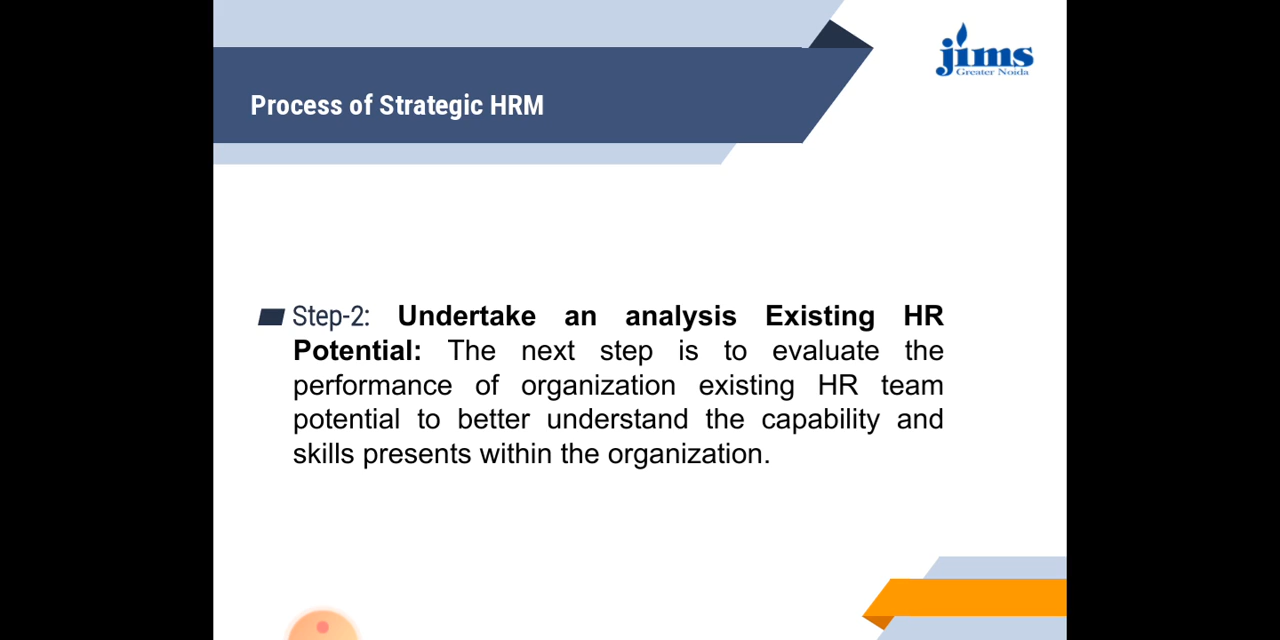 jims
Greater Noida
Process of Strategic HRM
Step-2: Undertake an analysis Existing HR
Potential: The next step is to evaluate the
performance of organization existing HR team
potential to better understand the capability and
skills presents within the organization.